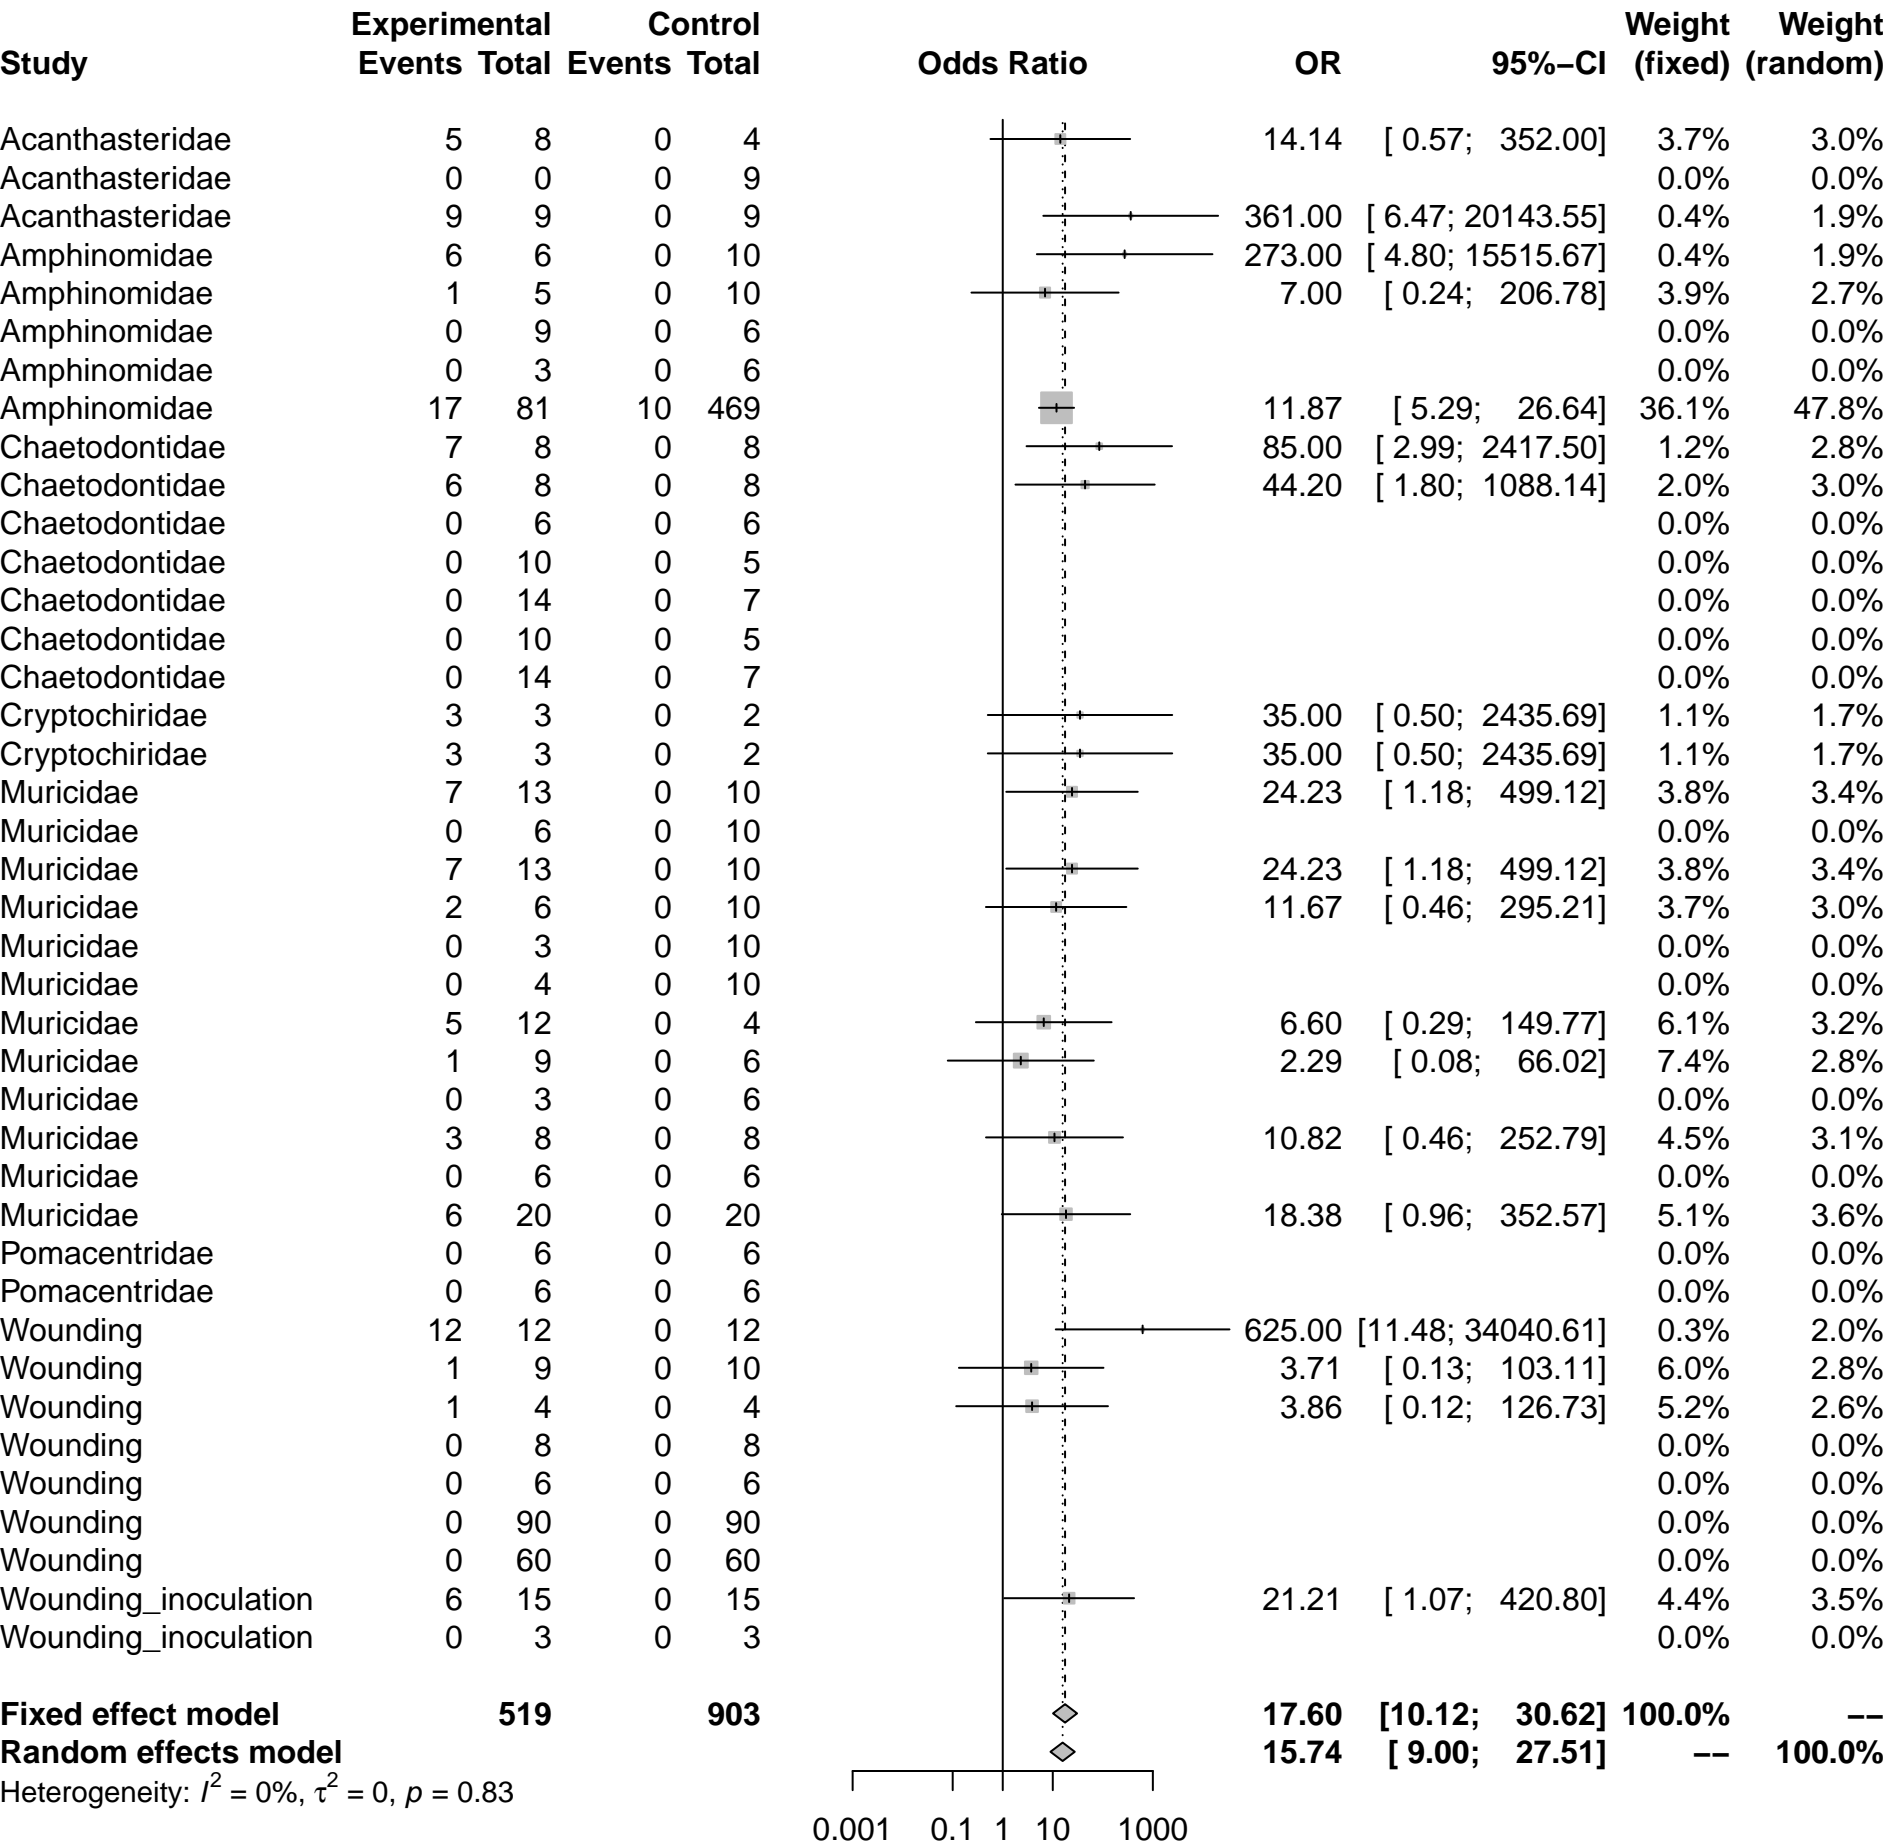 Experimental Control Weight Weight
Study Events Total Events Total Odds Ratio OR 95%−CI (fixed) (random)
Acanthasteridae 5 8 0 4 14.14 [ 0.57; 352.00] 3.7% 3.0%
Acanthasteridae 0 0 0 9 0.0% 0.0%
Acanthasteridae 9 9 0 9 361.00 [ 6.47; 20143.55] 0.4% 1.9%
Amphinomidae 6 6 0 10 273.00 [ 4.80; 15515.67] 0.4% 1.9%
Amphinomidae 1 5 0 10 7.00 [ 0.24; 206.78] 3.9% 2.7%
Amphinomidae 0 9 0 6 0.0% 0.0%
Amphinomidae 0 3 0 6 0.0% 0.0%
Amphinomidae 17 81 10 469 11.87 [ 5.29; 26.64] 36.1% 47.8%
Chaetodontidae 7 8 0 8 85.00 [ 2.99; 2417.50] 1.2% 2.8%
Chaetodontidae 6 8 0 8 44.20 [ 1.80; 1088.14] 2.0% 3.0%
Chaetodontidae 0 6 0 6 0.0% 0.0%
Chaetodontidae 0 10 0 5 0.0% 0.0%
Chaetodontidae 0 14 0 7 0.0% 0.0%
Chaetodontidae 0 10 0 5 0.0% 0.0%
Chaetodontidae 0 14 0 7 0.0% 0.0%
Cryptochiridae 3 3 0 2 35.00 [ 0.50; 2435.69] 1.1% 1.7%
Cryptochiridae 3 3 0 2 35.00 [ 0.50; 2435.69] 1.1% 1.7%
Muricidae 7 13 0 10 24.23 [ 1.18; 499.12] 3.8% 3.4%
Muricidae 0 6 0 10 0.0% 0.0%
Muricidae 7 13 0 10 24.23 [ 1.18; 499.12] 3.8% 3.4%
Muricidae 2 6 0 10 11.67 [ 0.46; 295.21] 3.7% 3.0%
Muricidae 0 3 0 10 0.0% 0.0%
Muricidae 0 4 0 10 0.0% 0.0%
Muricidae 5 12 0 4 6.60 [ 0.29; 149.77] 6.1% 3.2%
Muricidae 1 9 0 6 2.29 [ 0.08; 66.02] 7.4% 2.8%
Muricidae 0 3 0 6 0.0% 0.0%
Muricidae 3 8 0 8 10.82 [ 0.46; 252.79] 4.5% 3.1%
Muricidae 0 6 0 6 0.0% 0.0%
Muricidae 6 20 0 20 18.38 [ 0.96; 352.57] 5.1% 3.6%
Pomacentridae 0 6 0 6 0.0% 0.0%
Pomacentridae 0 6 0 6 0.0% 0.0%
Wounding 12 12 0 12 625.00 [11.48; 34040.61] 0.3% 2.0%
Wounding 1 9 0 10 3.71 [ 0.13; 103.11] 6.0% 2.8%
Wounding 1 4 0 4 3.86 [ 0.12; 126.73] 5.2% 2.6%
Wounding 0 8 0 8 0.0% 0.0%
Wounding 0 6 0 6 0.0% 0.0%
Wounding 0 90 0 90 0.0% 0.0%
Wounding 0 60 0 60 0.0% 0.0%
Wounding_inoculation 6 15 0 15 21.21 [ 1.07; 420.80] 4.4% 3.5%
Wounding_inoculation 0 3 0 3 0.0% 0.0%
Fixed effect model 519 903 17.60 [10.12; 30.62] 100.0% −−
Random effects model 15.74 [ 9.00; 27.51] −− 100.0%
Heterogeneity: I² = 0%, τ² = 0, p = 0.83
0.001 0.1 1 10 1000